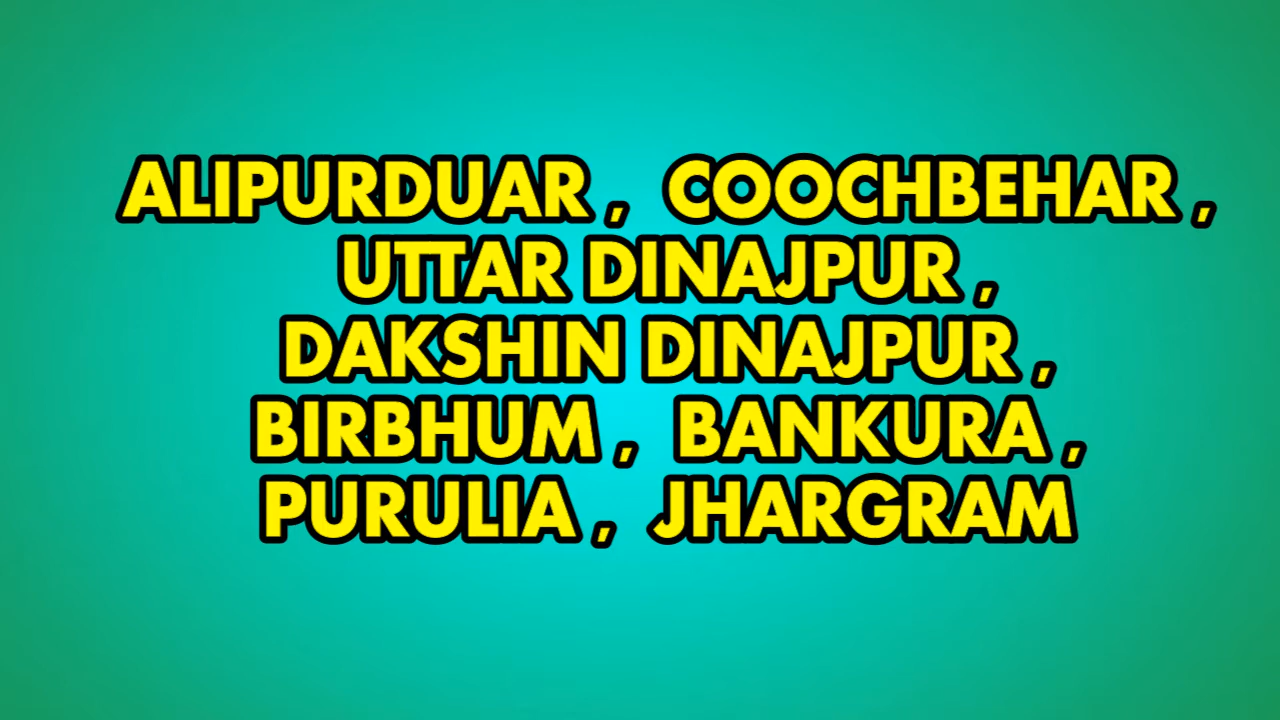 ALIPURDUAR , COOCHBEHAR ,
UTTAR DINAJPUR ,
DAKSHIN DINAJPUR ,
BIRBHUM , BANKURA ,
PURULIA , JHARGRAM